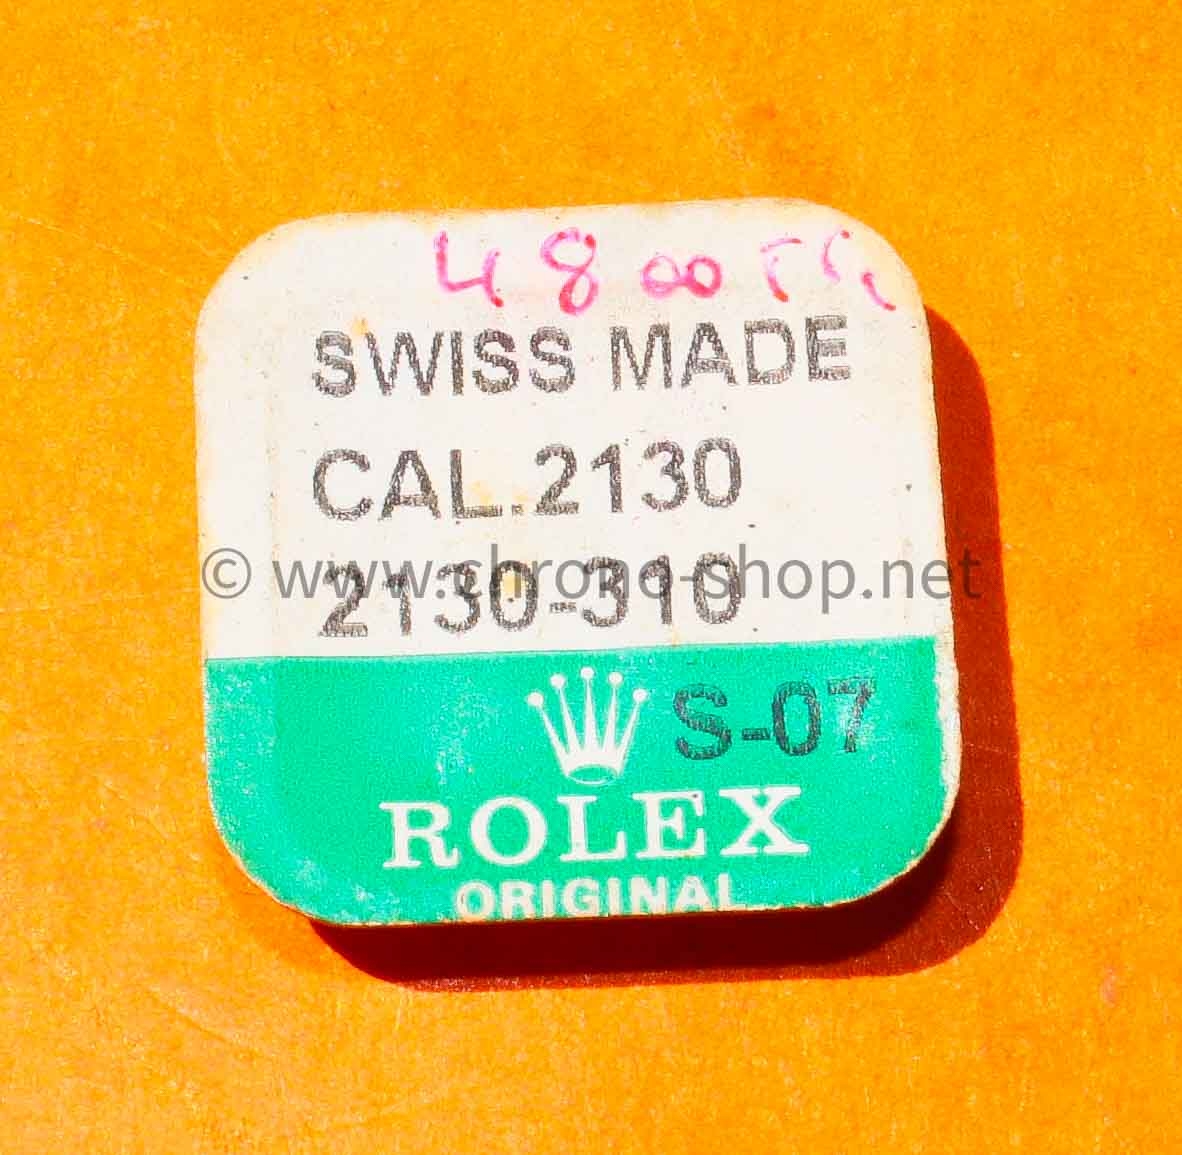 4800
SWISS MADE
CAL.2130
© www.chrono-shop.net
2130-310
S-07
ROLEX
ORIGINAL